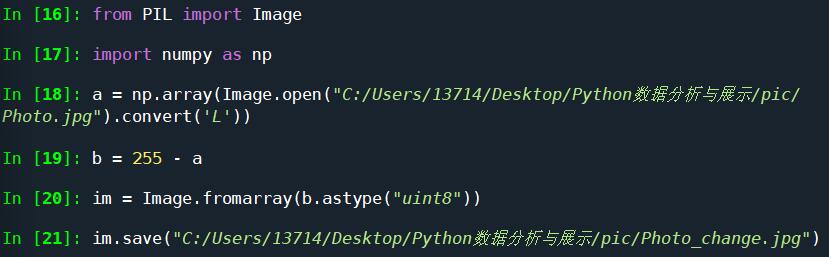 In [16]: from PIL import Image
In [17]: import numpy as np
In [18]: a = np.array(Image.open("C:/Users/13714/Desktop/Python数据分析与展示/pic/
Photo.jpg").convert('L'))
In [19]: b = 255 - a
In [20]: im = Image.fromarray(b.astype("uint8"))
In [21]: im.save("C:/Users/13714/Desktop/Python数据分析与展示/pic/Photo_change.jpg")